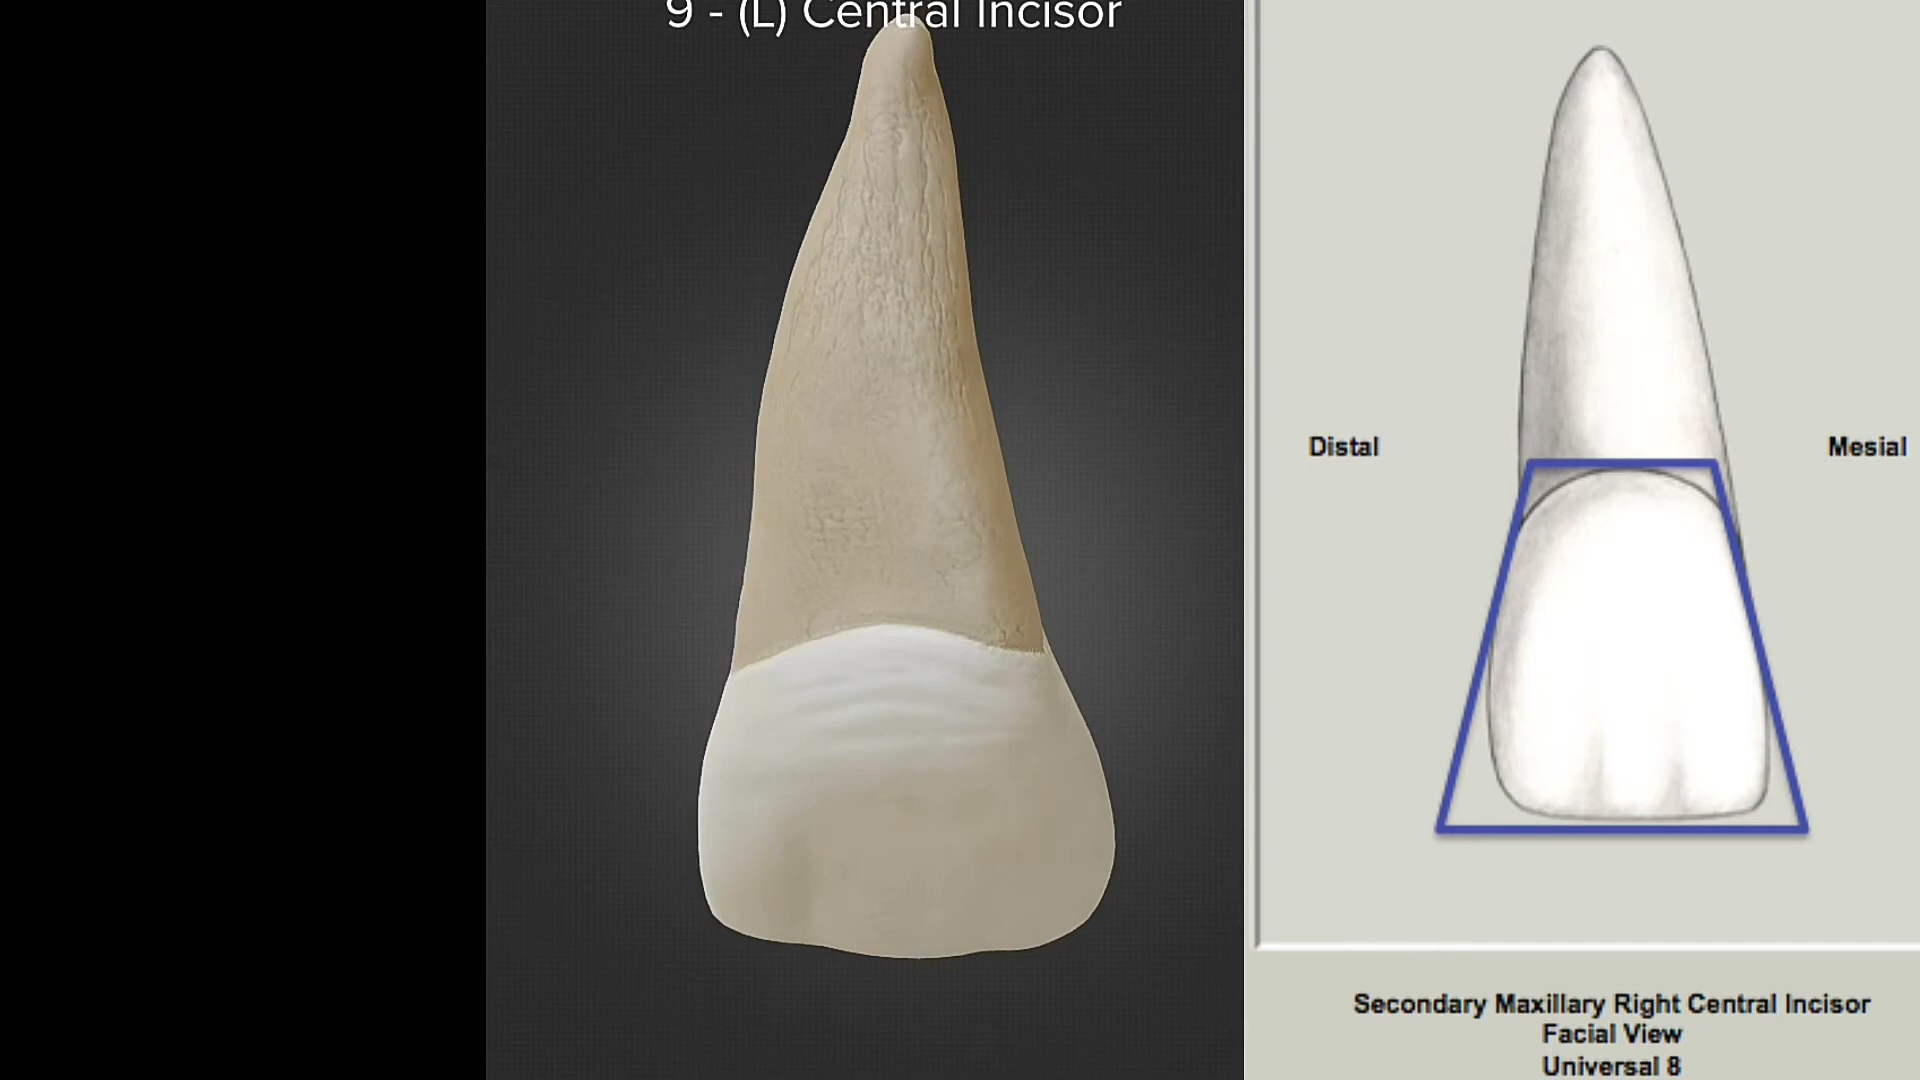 9 - (L) Central Incisor
Distal
Mesial
Secondary Maxillary Right Central Incisor
Facial View
Universal 8